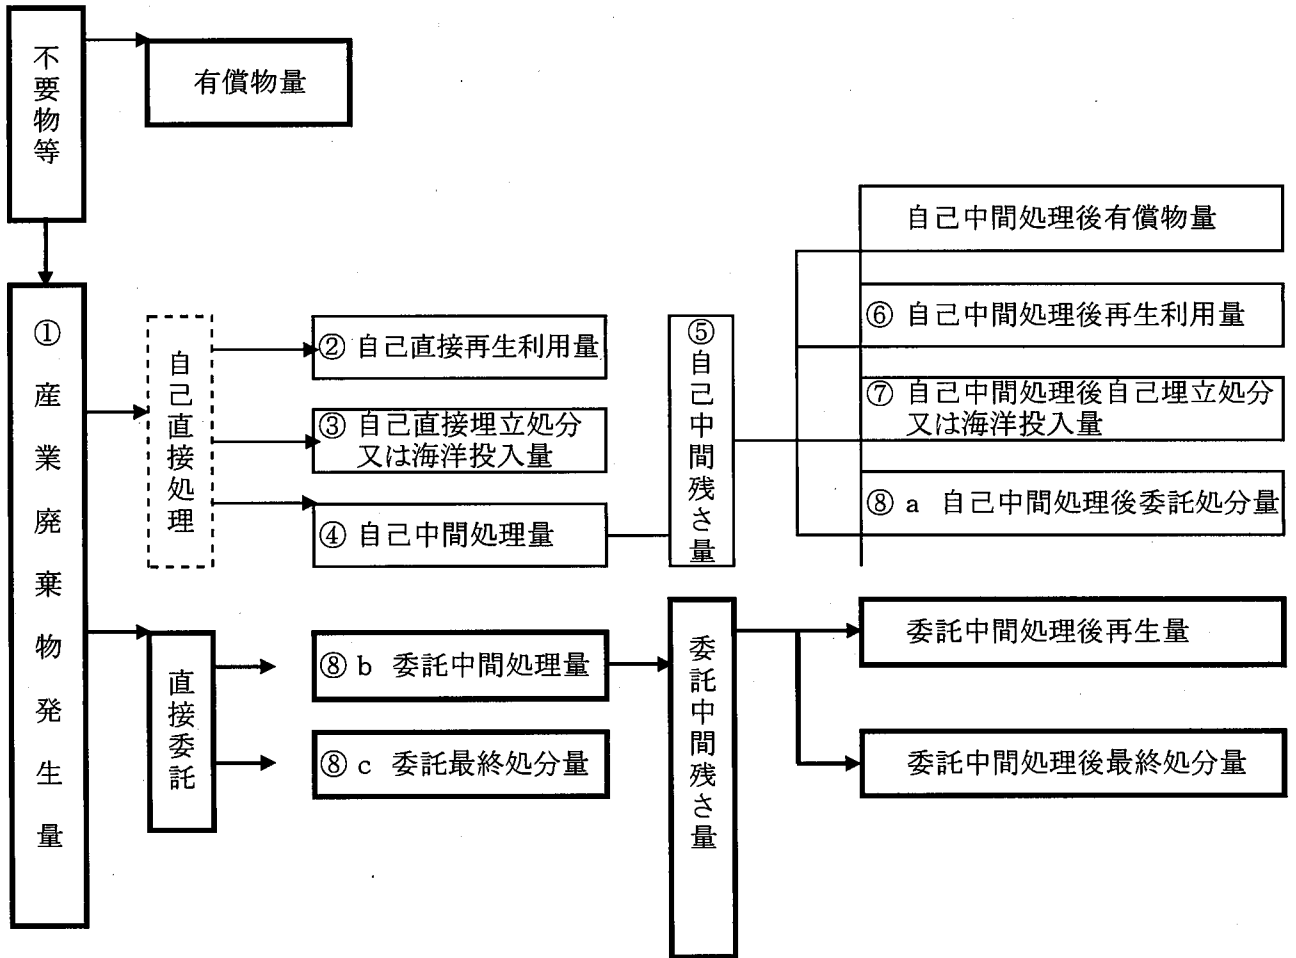 不要物等
有償物量
①産業廃棄物発生量
自己直接処理
② 自己直接再生利用量
③ 自己直接埋立処分
又は海洋投入量
④ 自己中間処理量
⑤自己中間残さ量
自己中間処理後有償物量
⑥ 自己中間処理後再生利用量
⑦ 自己中間処理後自己埋立処分
又は海洋投入量
⑧ a 自己中間処理後委託処分量
直接委託
⑧ b 委託中間処理量
⑧ c 委託最終処分量
委託中間残さ量
委託中間処理後再生量
委託中間処理後最終処分量